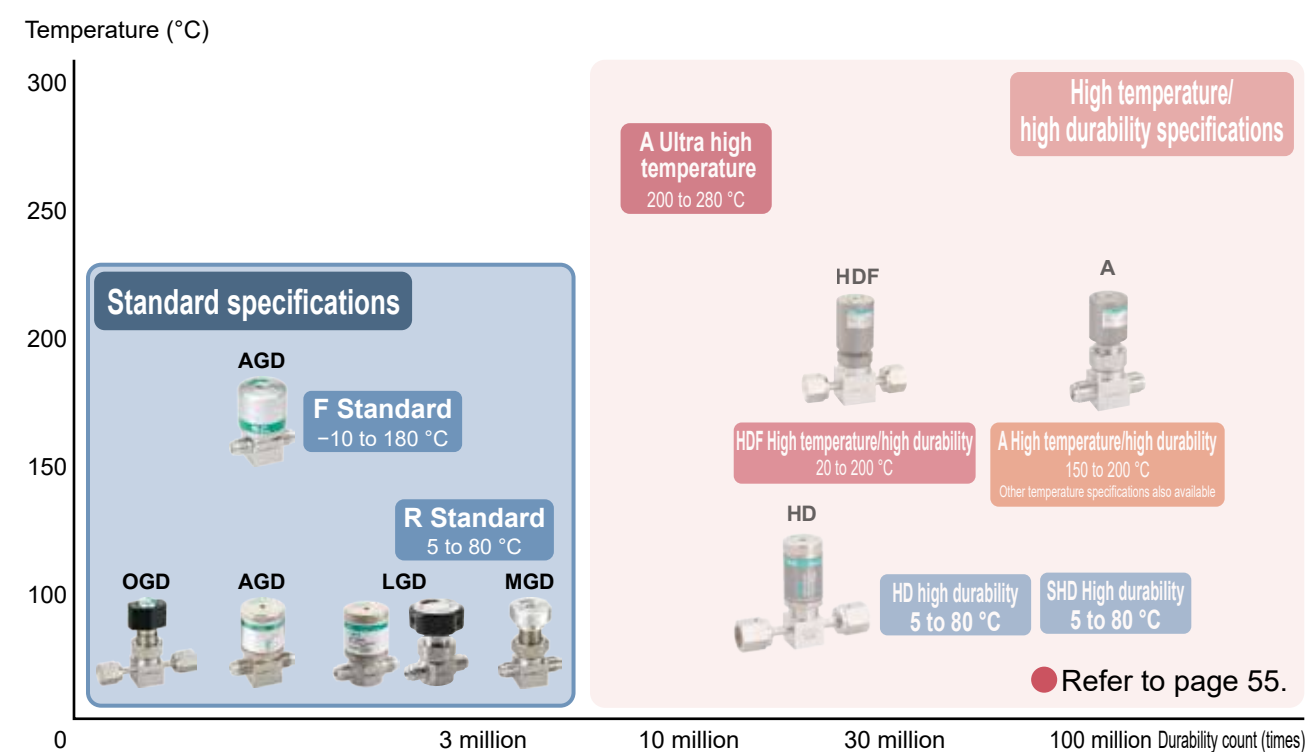 Temperature (°C)
300
250
200
150
100
0
High temperature/
high durability specifications
A Ultra high
temperature
200 to 280 °C
Standard specifications
AGD
F Standard
−10 to 180 °C
R Standard
5 to 80 °C
OGD
AGD
LGD
MGD
HDF
A
HDF High temperature/high durability
20 to 200 °C
A High temperature/high durability
150 to 200 °C
Other temperature specifications also available
HD
HD high durability
5 to 80 °C
SHD High durability
5 to 80 °C
Refer to page 55.
3 million
10 million
30 million
100 million Durability count (times)